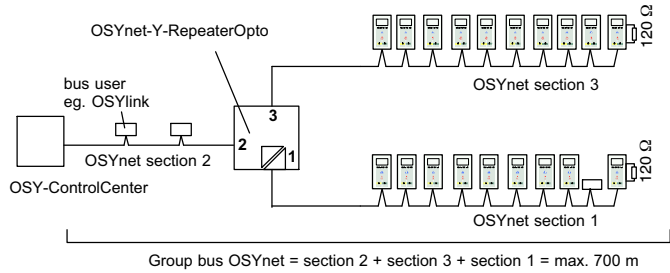 OSYnet-Y-RepeaterOpto
120 Ω
bus user
eg. OSYlink
OSYnet section 3
3
2
1
OSYnet section 2
120 Ω
OSY-ControlCenter
OSYnet section 1
Group bus OSYnet = section 2 + section 3 + section 1 = max. 700 m